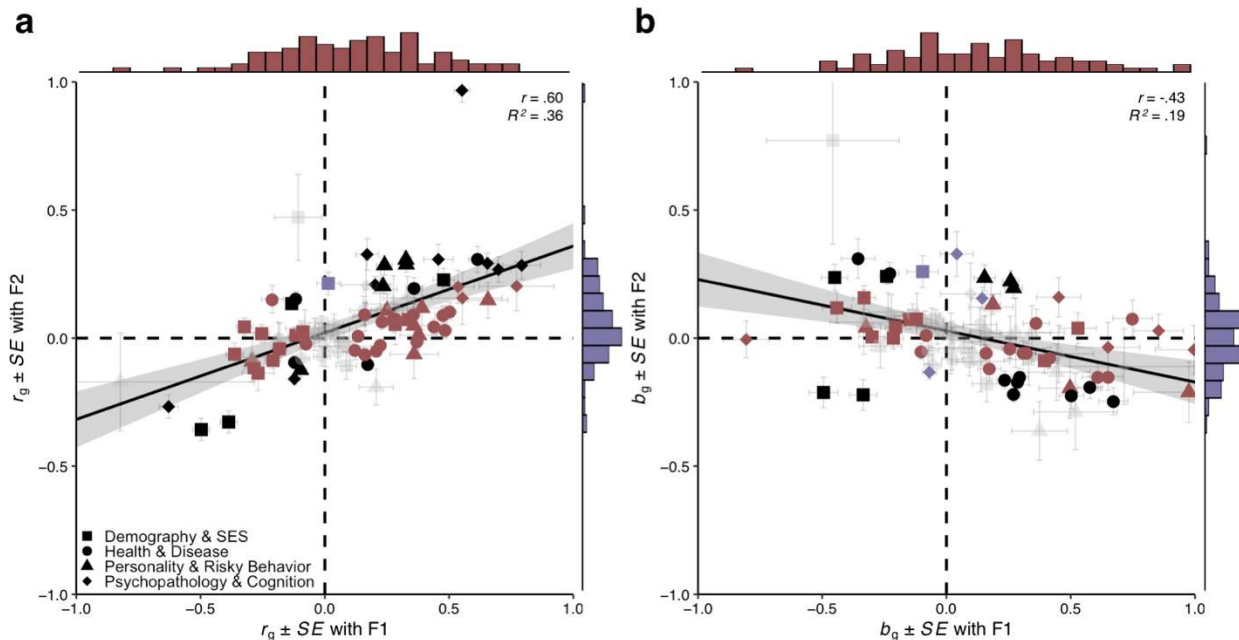 a
b
1.0
0.5
0.0
−0.5
−1.0
r = .60
R² = .36
rg ± SE with F2
■ Demography & SES
● Health & Disease
▲ Personality & Risky Behavior
◆ Psychopathology & Cognition
−1.0 −0.5 0.0 0.5 1.0
rg ± SE with F1
1.0
0.5
0.0
−0.5
−1.0
r = -.43
R² = .19
bg ± SE with F2
−1.0 −0.5 0.0 0.5 1.0
bg ± SE with F1